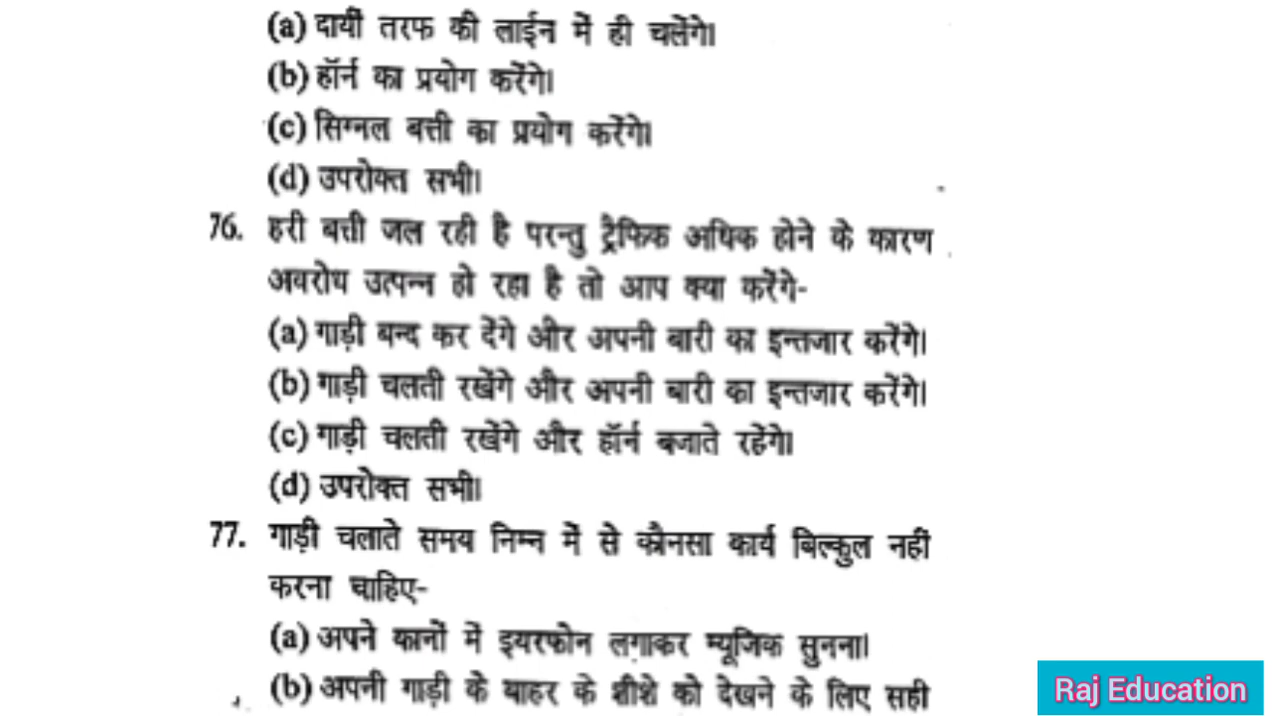 (a) दायीं तरफ की लाईन में ही चलेंगे।
(b) हॉर्न का प्रयोग करेंगे।
(c) सिग्नल बत्ती का प्रयोग करेंगे।
(d) उपरोक्त सभी।
76. हरी बत्ती जल रही है परन्तु ट्रैफिक अधिक होने के कारण
अवरोध उत्पन्न हो रहा है तो आप क्या करेंगे-
(a) गाड़ी बन्द कर देंगे और अपनी बारी का इन्तजार करेंगे।
(b) गाड़ी चलती रखेंगे और अपनी बारी का इन्तजार करेंगे।
(c) गाड़ी चलती रखेंगे और हॉर्न बजाते रहेंगे।
(d) उपरोक्त सभी।
77. गाड़ी चलाते समय निम्न में से कौनसा कार्य बिल्कुल नहीं
करना चाहिए-
(a) अपने कानों में इयरफोन लगाकर म्यूजिक सुनना।
(b) अपनी गाड़ी के बाहर के शीशे को देखने के लिए सही
Raj Education